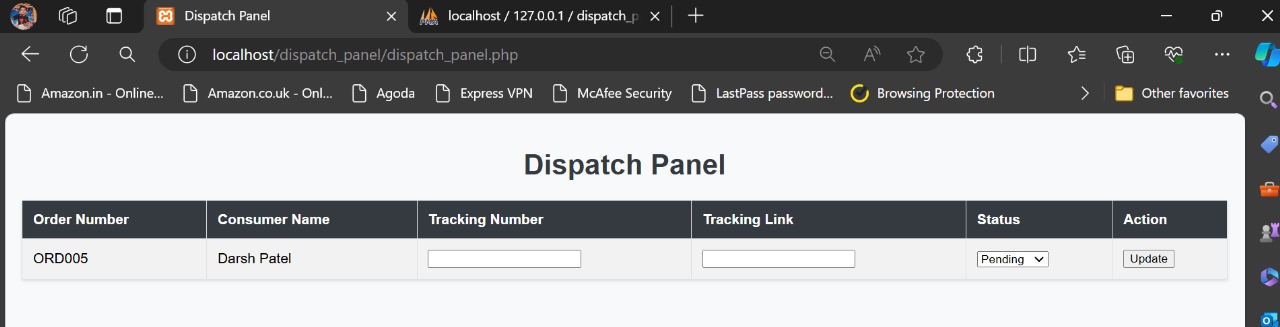 Dispatch Panel
localhost / 127.0.0.1 / dispatch_p
localhost/dispatch_panel/dispatch_panel.php
Amazon.in - Online... Amazon.co.uk - Onl... Agoda Express VPN McAfee Security LastPass password... Browsing Protection Other favorites
Dispatch Panel
Order Number Consumer Name Tracking Number Tracking Link Status Action
ORD005 Darsh Patel Pending Update